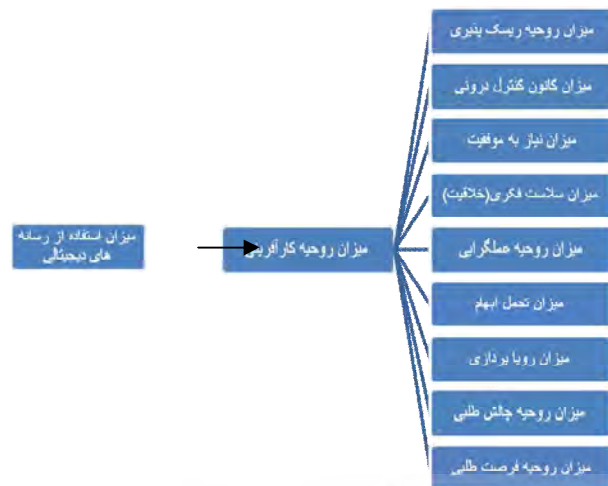 میزان روحیه ریسک پذیری
میزان کانون کنترل درونی
میزان نیاز به موفقیت
میزان سلاست فکری(خلاقیت)
میزان استفاده از رسانه
های دیجیتالی
میزان روحیه کارآفرینی
میزان روحیه عملگرایی
میزان تحمل ابهام
میزان رویا پردازی
میزان روحیه چالش طلبی
میزان روحیه فرصت طلبی